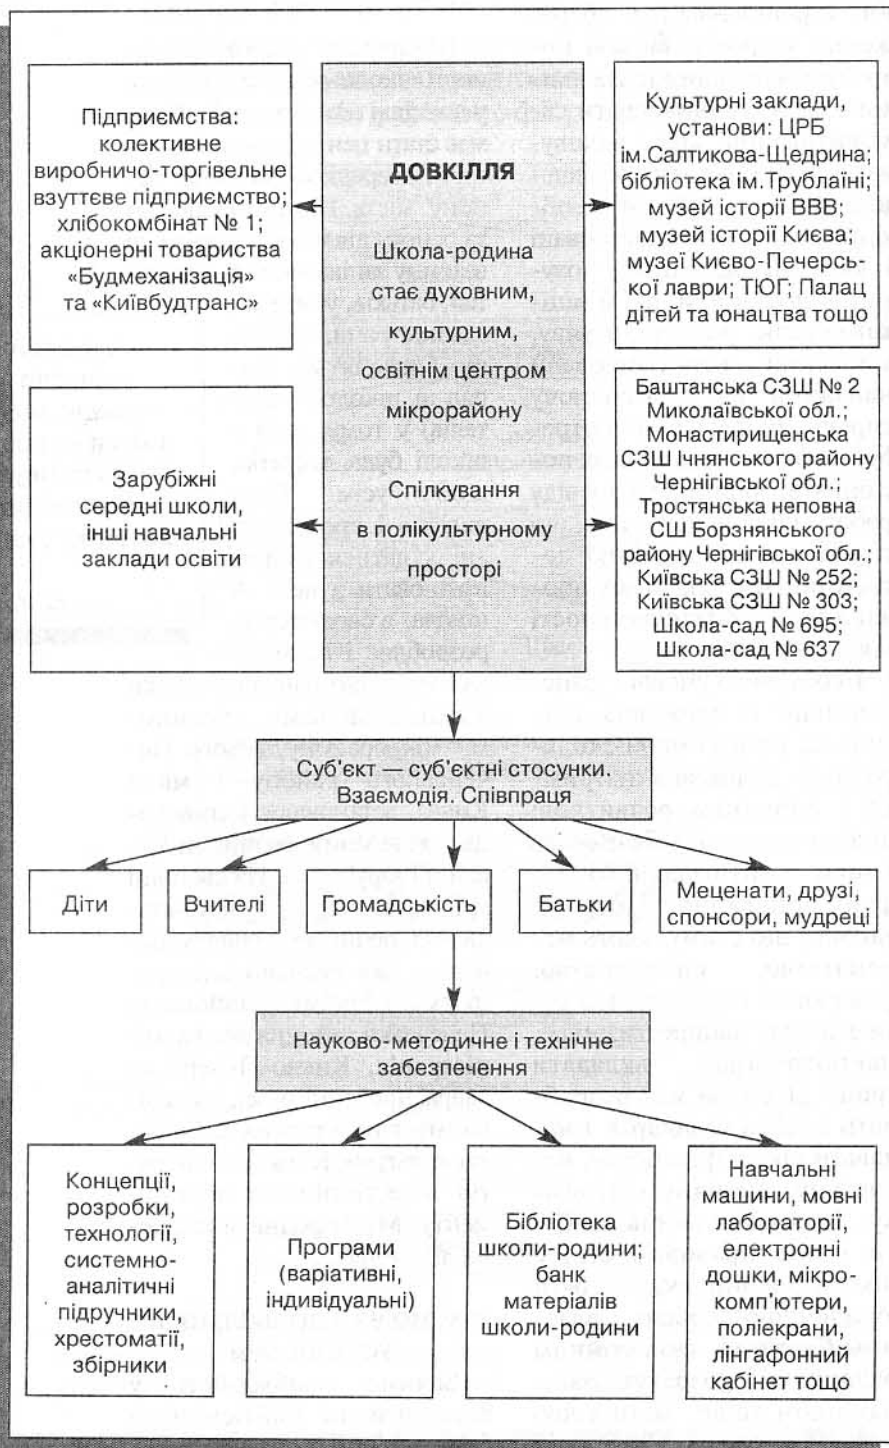 Підприємства:
колективне
виробничо-торгівельне
взуттєве підприємство;
хлібокомбінат № 1;
акціонерні товариства
«Будмеханізація»
та «Київбудтранс»
ДОВКІЛЛЯ
Школа-родина
стає духовним,
культурним,
освітнім центром
мікрорайону
Спілкування
в полікультурному
просторі
Культурні заклади,
установи: ЦРБ
ім.Салтикова-Щедрина;
бібліотека ім.Трублаїні;
музей історії ВВВ;
музей історії Києва;
музеї Києво-Печерсь-
кої лаври; ТЮГ; Палац
дітей та юнацтва тощо
Зарубіжні
середні школи,
інші навчальні
заклади освіти
Баштанська СЗШ № 2
Миколаївської обл.;
Монастирищенська
СЗШ Ічнянського району
Чернігівської обл.;
Тростянська неповна
СШ Борзнянського
району Чернігівської обл.;
Київська СЗШ № 252;
Київська СЗШ № 303;
Школа-сад № 695;
Школа-сад № 637
Суб'єкт — суб'єктні стосунки.
Взаємодія. Співпраця
Діти
Вчителі
Громадськість
Батьки
Меценати, друзі,
спонсори, мудреці
Науково-методичне і технічне
забезпечення
Концепції,
розробки,
технології,
системно-
аналітичні
підручники,
хрестоматії,
збірники
Програми
(варіативні,
індивідуальні)
Бібліотека
школи-родини;
банк
матеріалів
школи-родини
Навчальні
машини, мовні
лабораторії,
електронні
дошки, мікро-
комп'ютери,
поліекрани,
лінгафонний
кабінет тощо